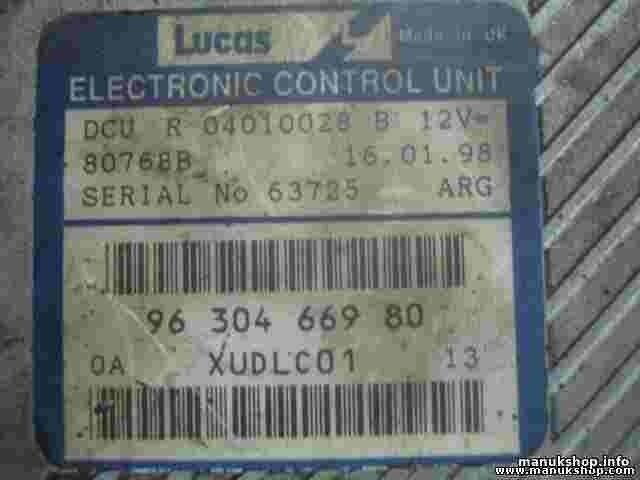 Lucas Made in UK
ELECTRONIC CONTROL UNIT
DCU R 04010028 B 12V=
80768B 16.01.98
SERIAL No 63725 ARG
96 304 669 80
0A XUDLC01 13
manukshop.info
www.manukshop.com